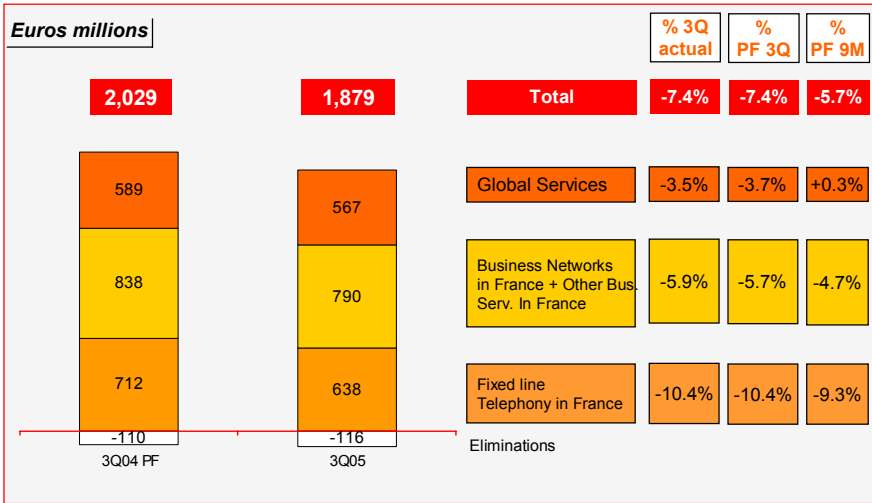 Euros millions
% 3Q
actual
%
PF 3Q
%
PF 9M
2,029
1,879
Total
-7.4%
-7.4%
-5.7%
589
567
Global Services
-3.5%
-3.7%
+0.3%
838
790
Business Networks
in France + Other Bus.
Serv. In France
-5.9%
-5.7%
-4.7%
712
638
Fixed line
Telephony in France
-10.4%
-10.4%
-9.3%
-110
-116
Eliminations
3Q04 PF
3Q05